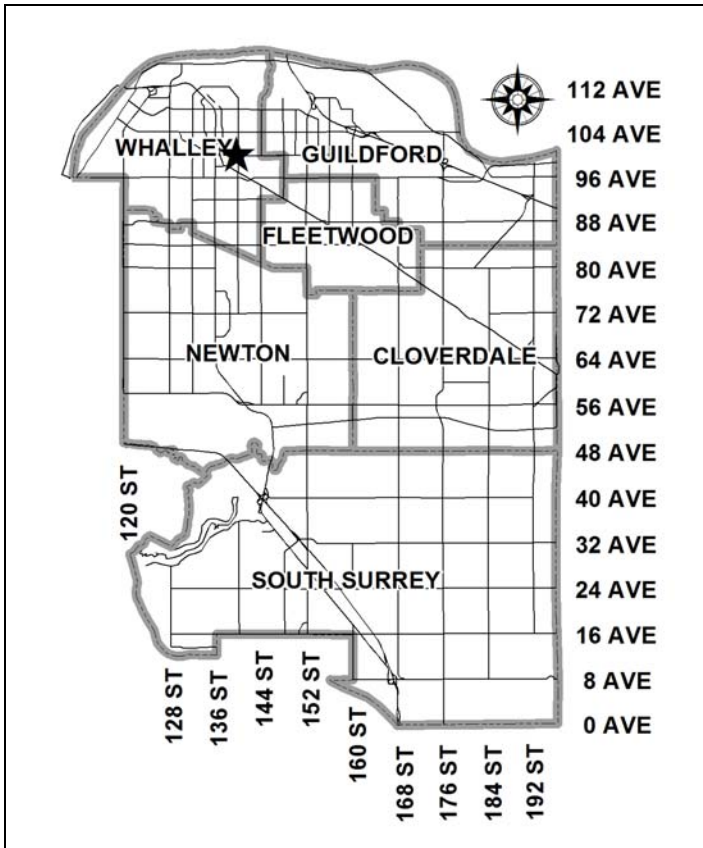 112 AVE
104 AVE
WHALLEY
GUILDFORD
96 AVE
88 AVE
FLEETWOOD
80 AVE
72 AVE
NEWTON
CLOVERDALE
64 AVE
56 AVE
48 AVE
120 ST
40 AVE
32 AVE
SOUTH SURREY
24 AVE
16 AVE
8 AVE
0 AVE
128 ST
136 ST
144 ST
152 ST
160 ST
168 ST
176 ST
184 ST
192 ST